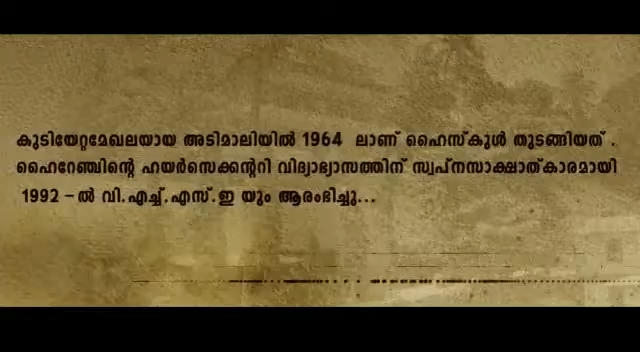 കുടിയേറ്റമേഖലയായ അടിമാലിയിൽ 1964 ലാണ് ഹൈസ്കൂൾ തുടങ്ങിയത് .
ഹൈറേഞ്ചിന്റെ ഹയർസെക്കന്ററി വിദ്യാഭ്യാസത്തിന് സ്വപ്നസാക്ഷാത്കാരമായി
1992 - ൽ വി.എച്ച്.എസ്.ഇ യും ആരംഭിച്ചു...